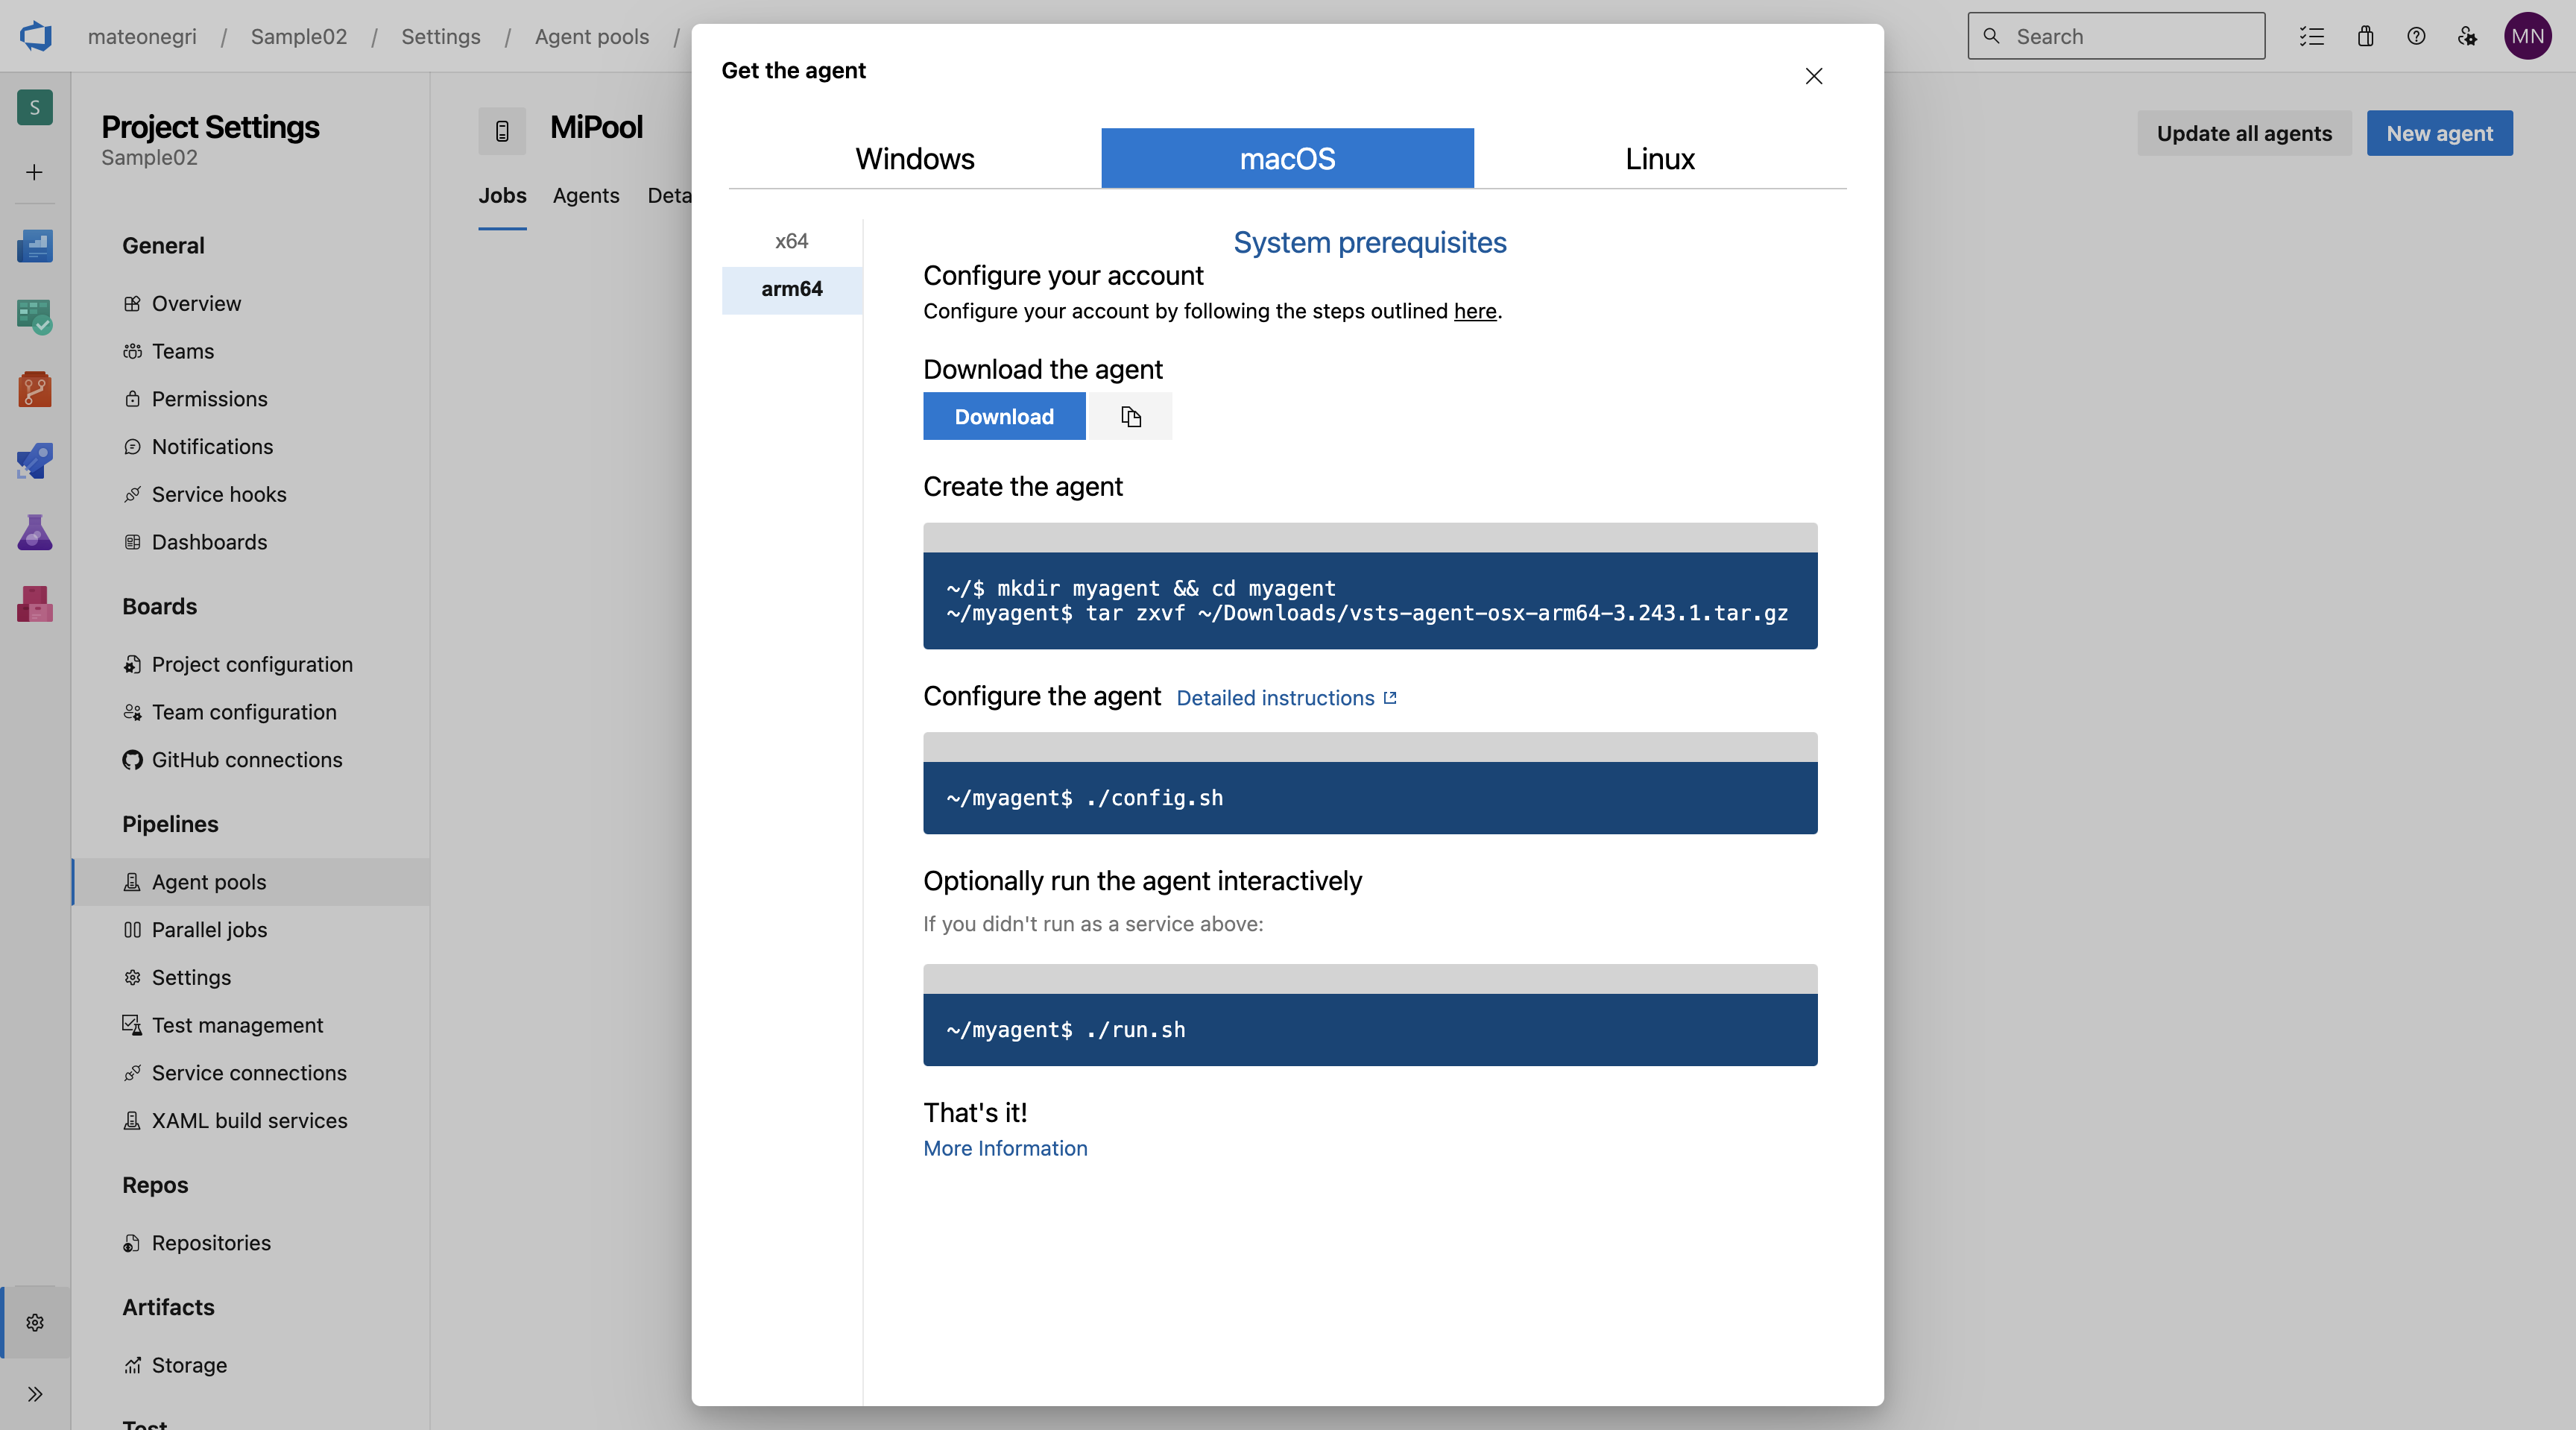 mateonegri / Sample02 / Settings / Agent pools /
Search
MN
S
Project Settings
Sample02
General
Overview
Teams
Permissions
Notifications
Service hooks
Dashboards
Boards
Project configuration
Team configuration
GitHub connections
Pipelines
Agent pools
Parallel jobs
Settings
Test management
Service connections
XAML build services
Repos
Repositories
Artifacts
Storage
Test
MiPool
Jobs Agents Deta
Update all agents New agent
Get the agent
Windows macOS Linux
x64
arm64
System prerequisites
Configure your account
Configure your account by following the steps outlined here.
Download the agent
Download
Create the agent
~/$ mkdir myagent && cd myagent
~/myagent$ tar zxvf ~/Downloads/vsts-agent-osx-arm64-3.243.1.tar.gz
Configure the agent Detailed instructions
~/myagent$ ./config.sh
Optionally run the agent interactively
If you didn't run as a service above:
~/myagent$ ./run.sh
That's it!
More Information